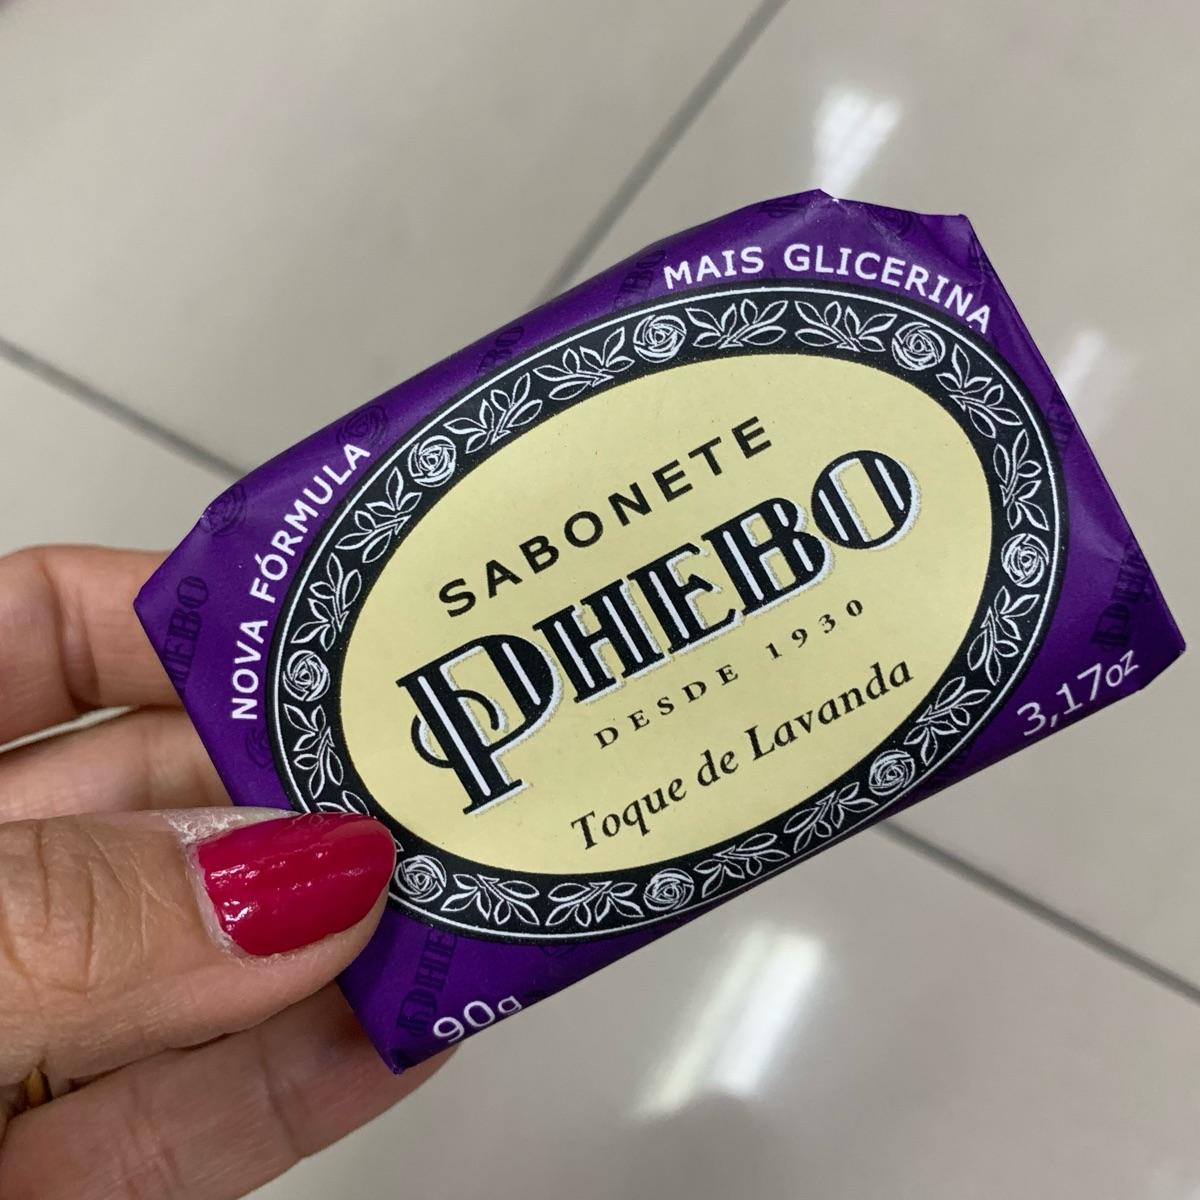 NOVA FÓRMULA
MAIS GLICERINA
SABONETE
PHEBO
DESDE 1930
Toque de Lavanda
90g
3,17oz